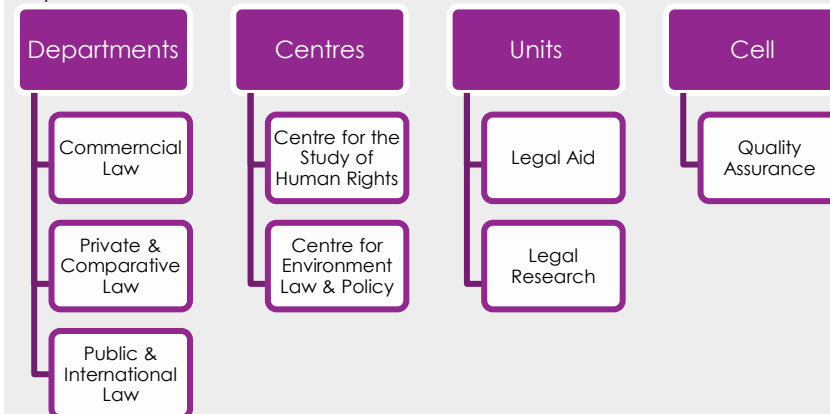 Departments
Commerncial
Law
Private &
Comparative
Law
Public &
International
Law
Centres
Centre for the
Study of
Human Rights
Centre for
Environment
Law & Policy
Units
Legal Aid
Legal
Research
Cell
Quality
Assurance